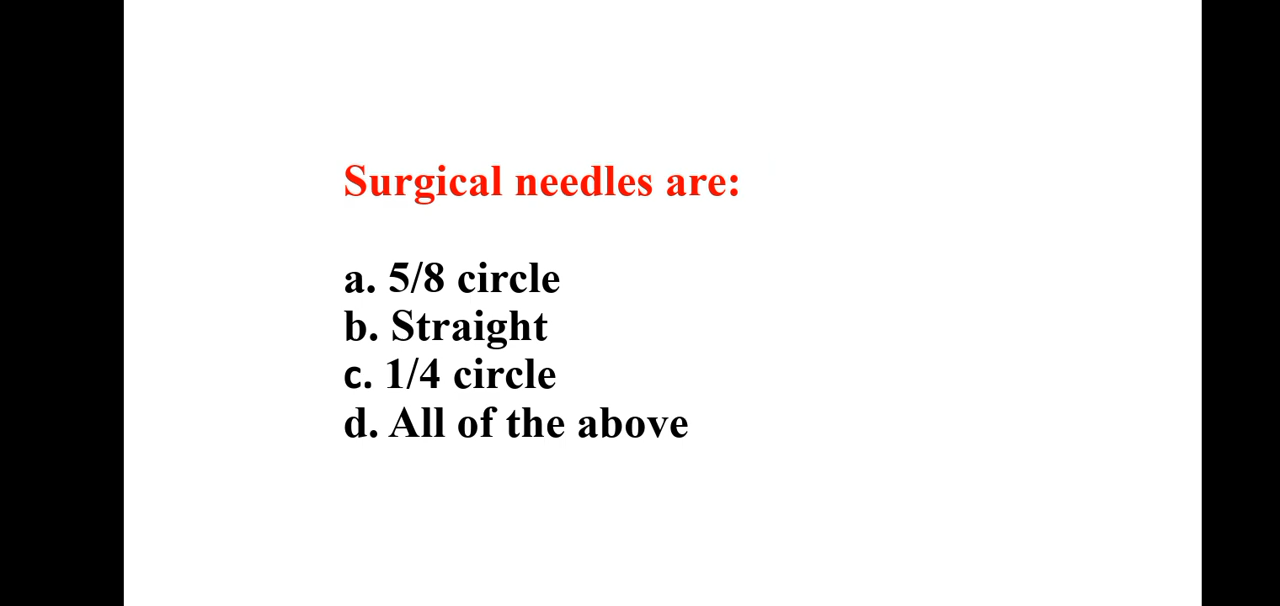 Surgical needles are:
a. 5/8 circle
b. Straight
c. 1/4 circle
d. All of the above